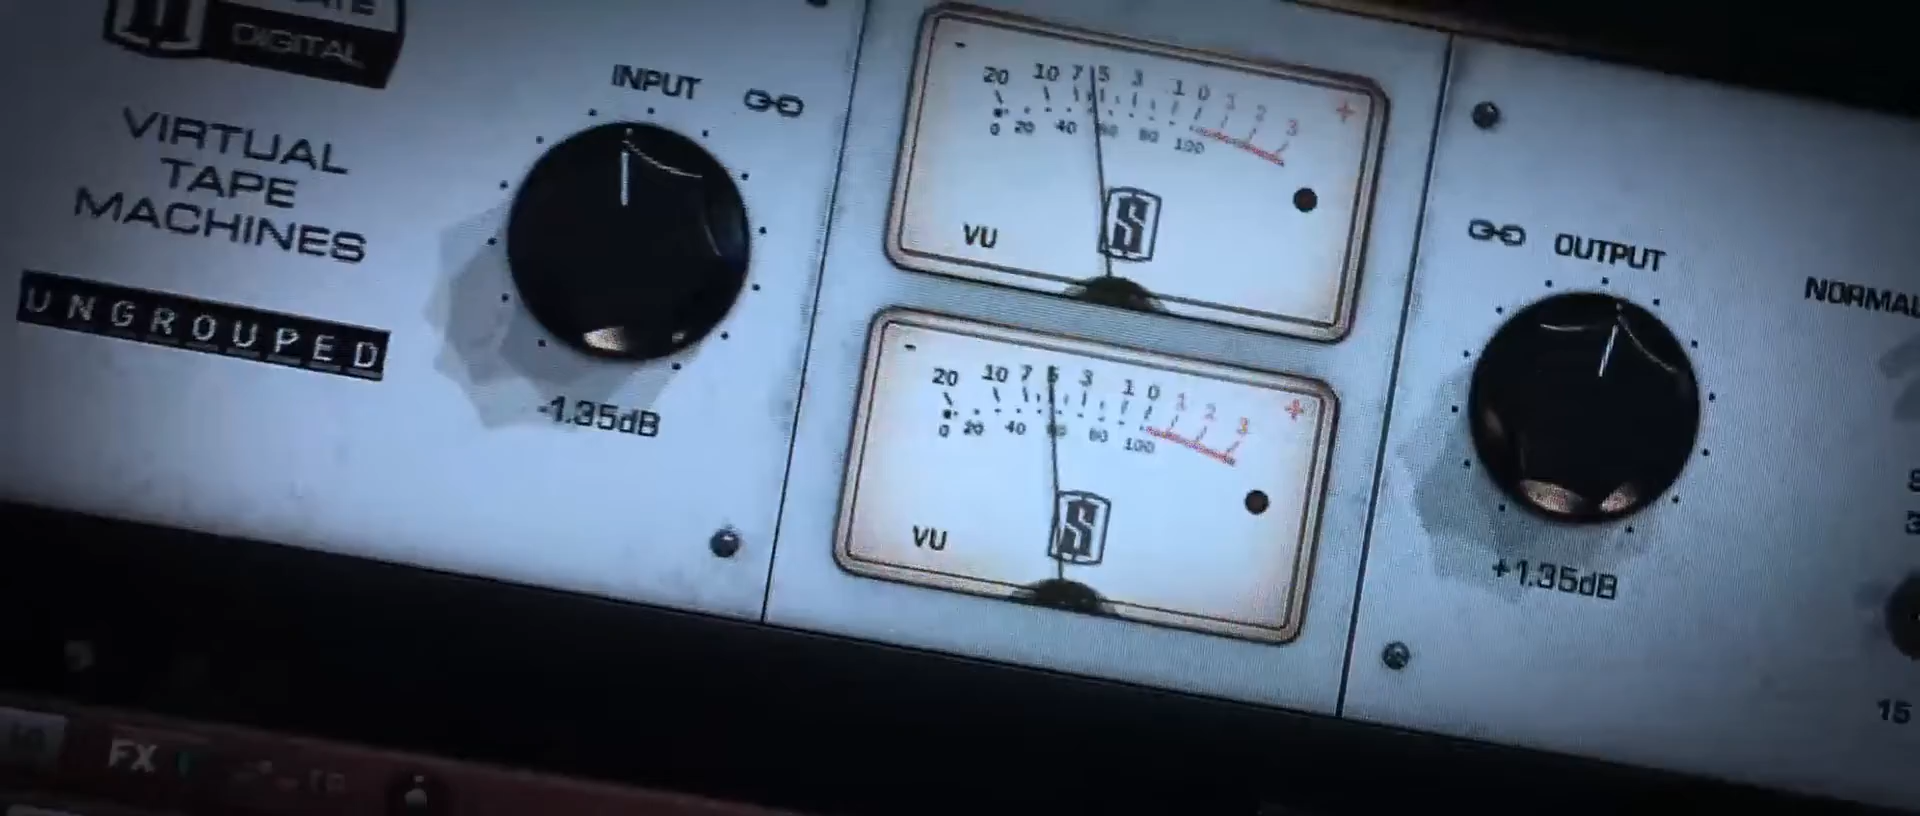 DIGITAL
VIRTUAL
TAPE
MACHINES
UNGROUPED
INPUT
-1.35dB
- 20 10 7 5 3 1 0 1 2 3 +
0 20 40 60 80 100
VU
S
- 20 10 7 5 3 1 0 1 2 3 +
0 20 40 60 80 100
VU
S
OUTPUT
+1.35dB
NORMAL
15
FX